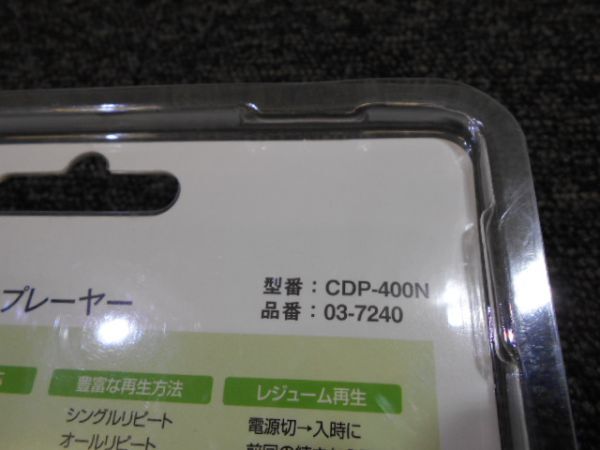 型番：CDP-400N
プレーヤー
品番：03-7240
豊富な再生方法
レジューム再生
シングルリピート
電源切→入時に
オールリピート